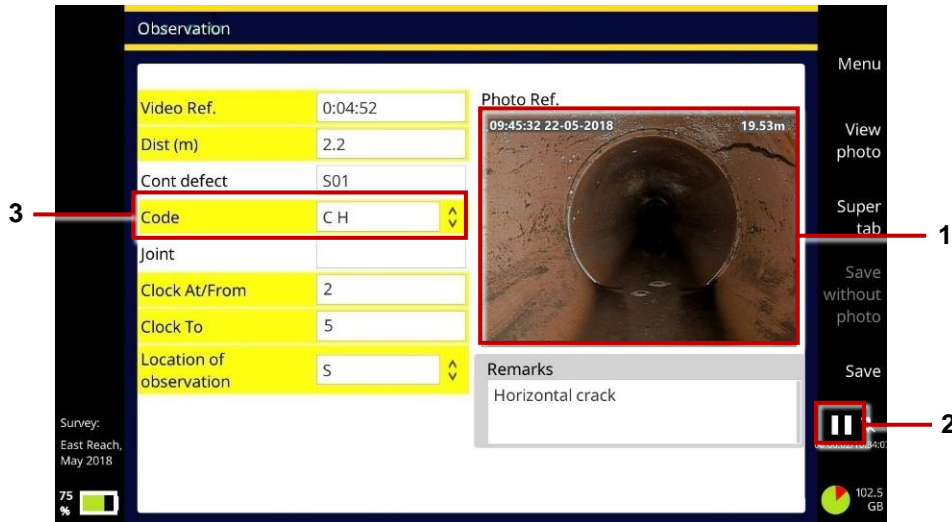 Observation
Menu
Video Ref.
0:04:52
Photo Ref.
09:45:32 22-05-2018
19.53m
View
photo
Dist (m)
2.2
Cont defect
S01
Super
tab
3
Code
C H
1
Joint
Save
without
photo
Clock At/From
2
Clock To
5
Location of
observation
S
Remarks
Horizontal crack
Save
2
Survey:
East Reach,
May 2018
75
%
102.5
GB